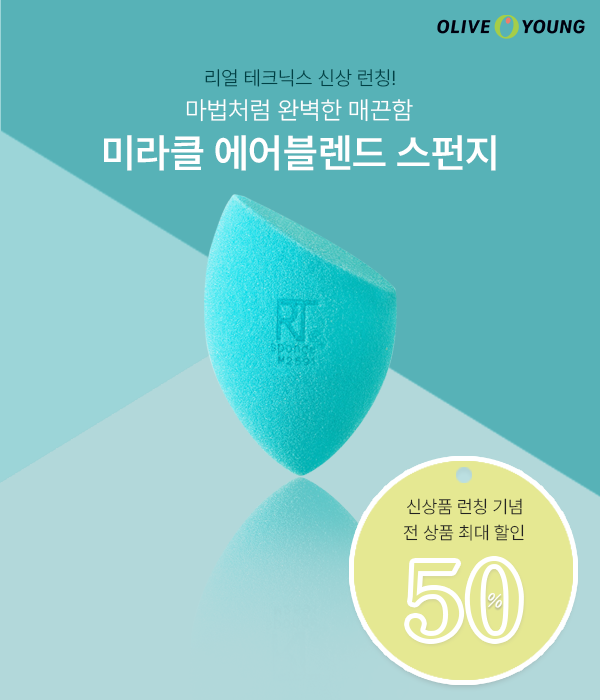 OLIVE YOUNG
리얼 테크닉스 신상 런칭!
마법처럼 완벽한 매끈함
미라클 에어블렌드 스펀지
RT
sponge
신상품 런칭 기념
전 상품 최대 할인
50%